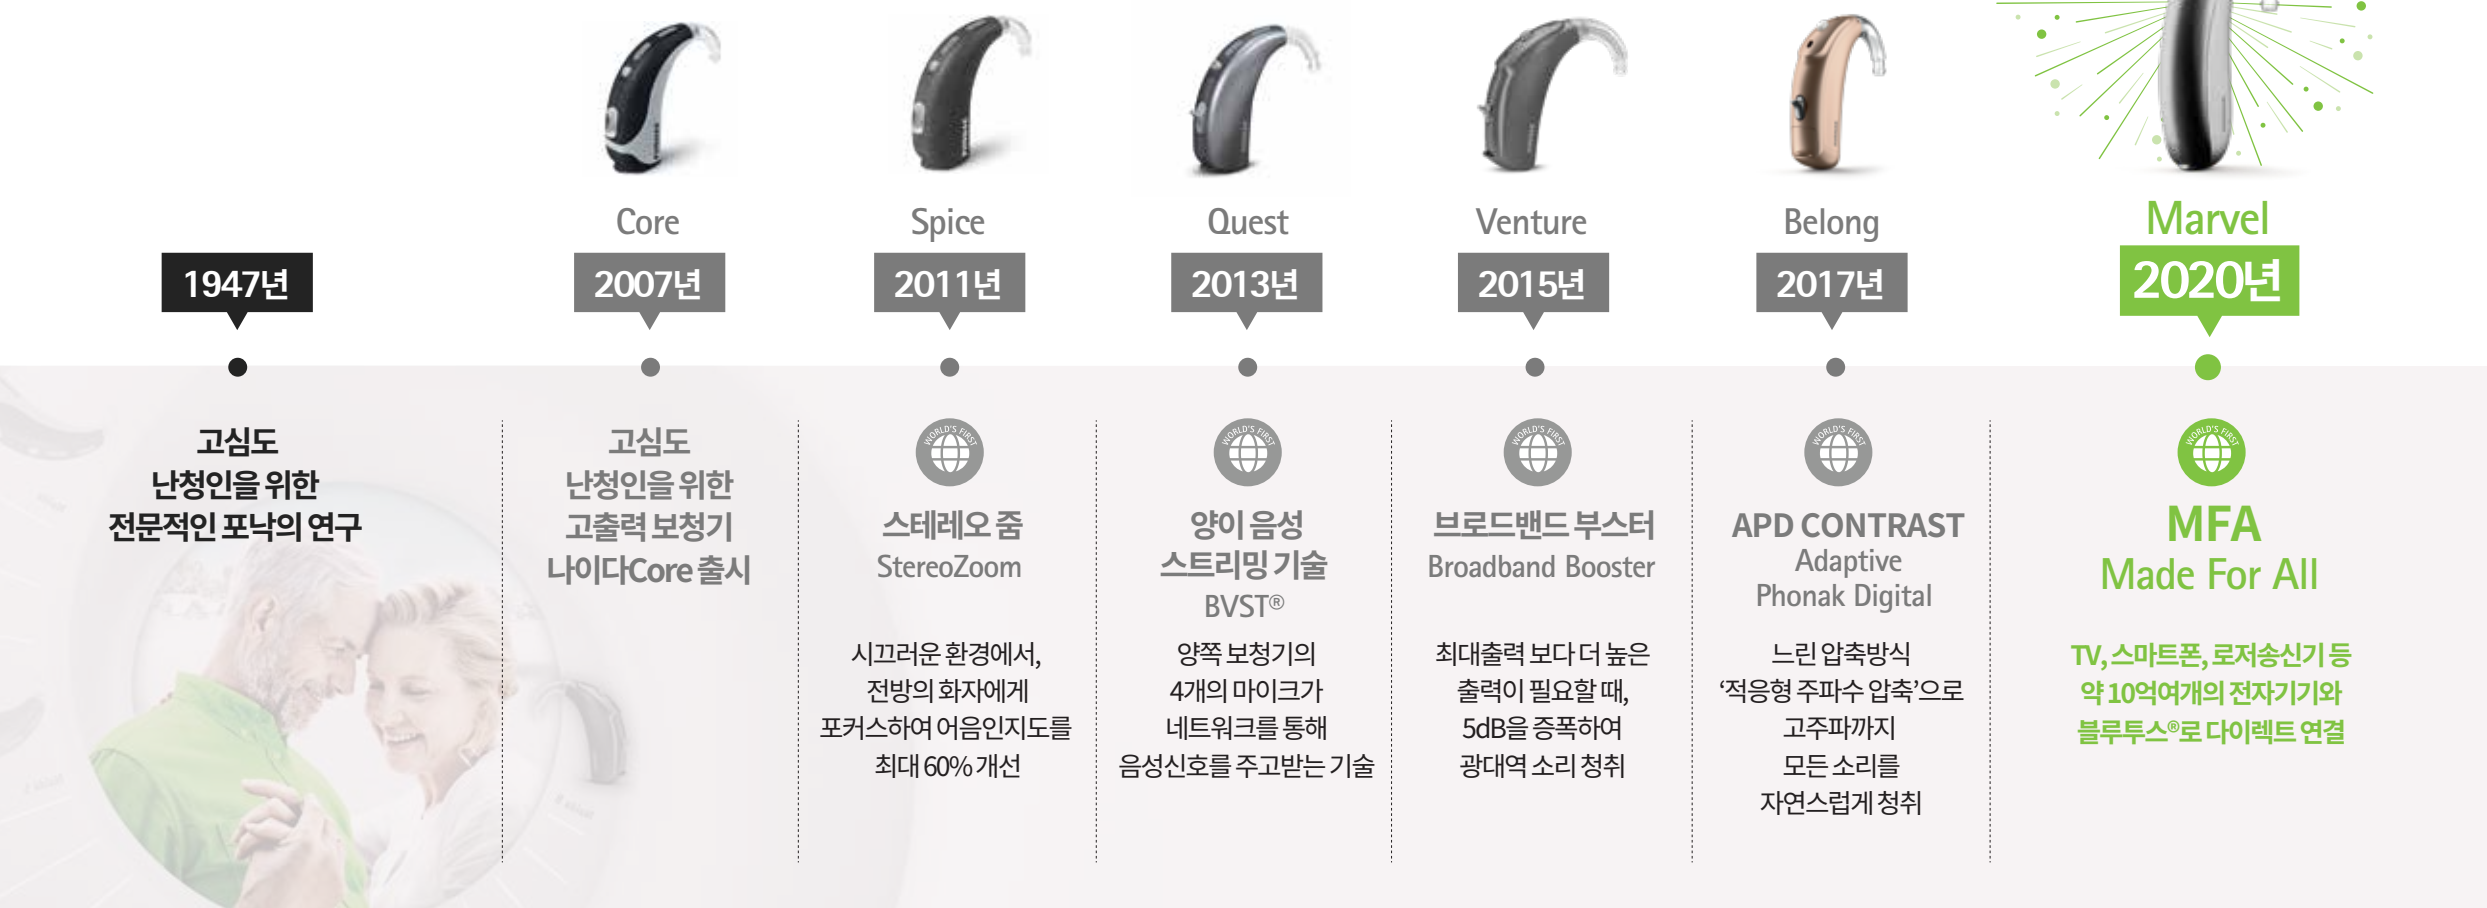 1947년
고심도
난청인을 위한
전문적인 포낙의 연구
Core
2007년
고심도
난청인을 위한
고출력 보청기
나이다Core 출시
Spice
2011년
WORLD'S FIRST
스테레오 줌
StereoZoom
시끄러운 환경에서,
전방의 화자에게
포커스하여 어음인지도를
최대 60% 개선
Quest
2013년
WORLD'S FIRST
양이 음성
스트리밍 기술
BVST®
양쪽 보청기의
4개의 마이크가
네트워크를 통해
음성신호를 주고받는 기술
Venture
2015년
WORLD'S FIRST
브로드밴드 부스터
Broadband Booster
최대출력 보다 더 높은
출력이 필요할 때,
5dB을 증폭하여
광대역 소리 청취
Belong
2017년
WORLD'S FIRST
APD CONTRAST
Adaptive
Phonak Digital
느린 압축방식
‘적응형 주파수 압축’으로
고주파까지
모든 소리를
자연스럽게 청취
Marvel
2020년
WORLD'S FIRST
MFA
Made For All
TV, 스마트폰, 로저송신기 등
약 10억여개의 전자기기와
블루투스®로 다이렉트 연결